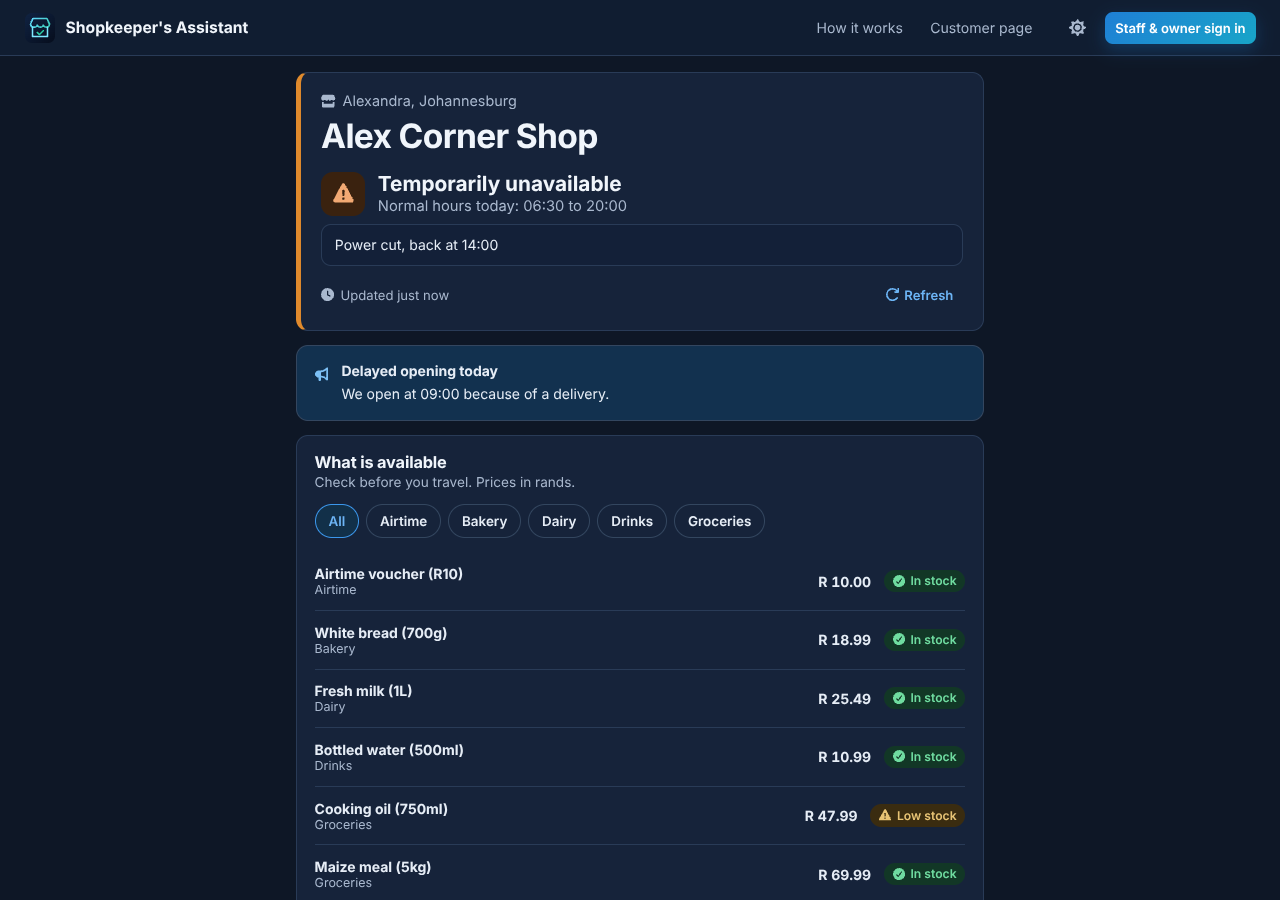 Shopkeeper's Assistant
How it works
Customer page
Staff & owner sign in
Alexandra, Johannesburg
Alex Corner Shop
Temporarily unavailable
Normal hours today: 06:30 to 20:00
Power cut, back at 14:00
Updated just now
Refresh
Delayed opening today
We open at 09:00 because of a delivery.
What is available
Check before you travel. Prices in rands.
All
Airtime
Bakery
Dairy
Drinks
Groceries
Airtime voucher (R10)
Airtime
R 10.00
In stock
White bread (700g)
Bakery
R 18.99
In stock
Fresh milk (1L)
Dairy
R 25.49
In stock
Bottled water (500ml)
Drinks
R 10.99
In stock
Cooking oil (750ml)
Groceries
R 47.99
Low stock
Maize meal (5kg)
Groceries
R 69.99
In stock